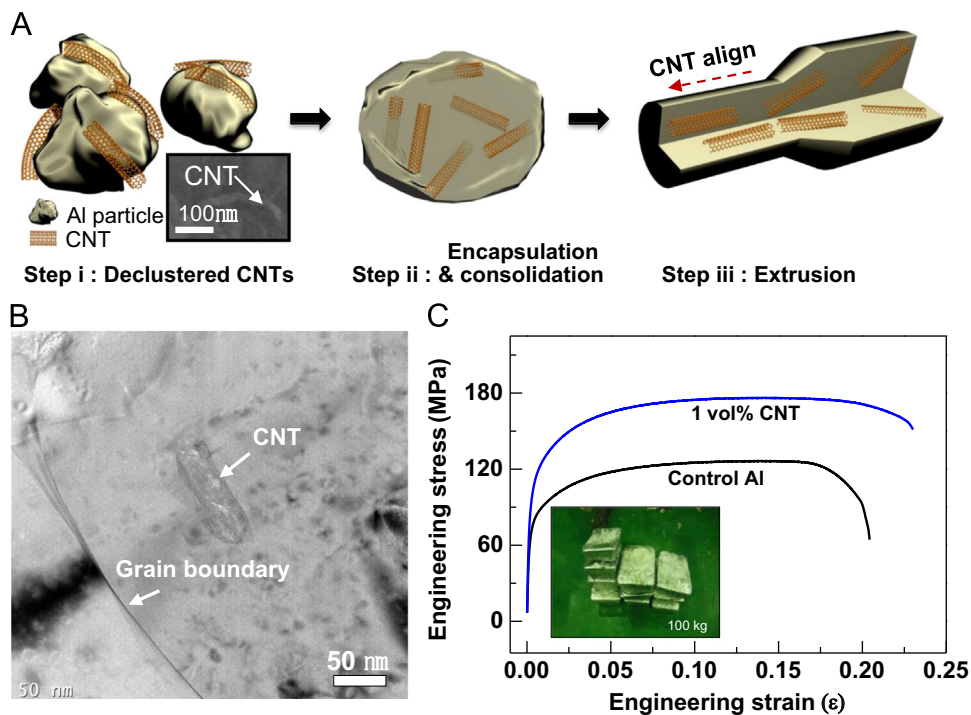 A
CNT align
CNT
100nm
Al particle
CNT
Step i : Declustered CNTs
Encapsulation
Step ii : & consolidation
Step iii : Extrusion
B
CNT
Grain boundary
50 nm
50 nm
C
Engineering stress (MPa)
180
120
60
0
1 vol% CNT
Control Al
100 kg
0.00
0.05
0.10
0.15
0.20
0.25
Engineering strain (ε)